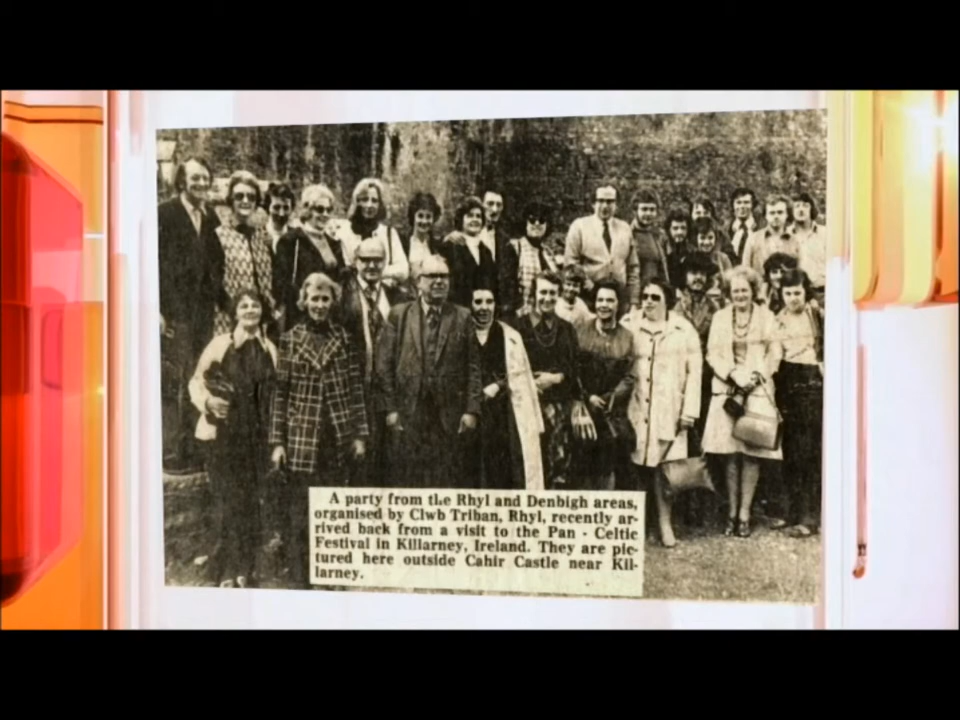 A party from the Rhyl and Denbigh areas,
organised by Clwb Triban, Rhyl, recently ar-
rived back from a visit to the Pan - Celtic
Festival in Killarney, Ireland. They are pic-
tured here outside Cahir Castle near Kil-
larney.